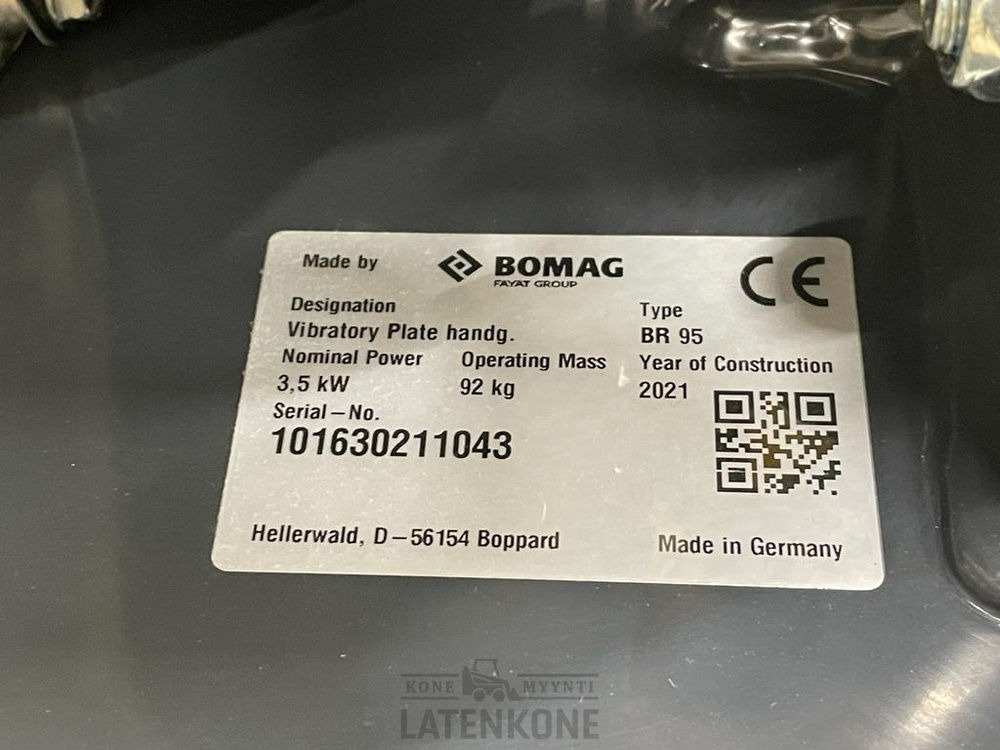 Made by
BOMAG
FAYAT GROUP
CE
Designation
Vibratory Plate handg.
Type
BR 95
Nominal Power
3,5 kW
Operating Mass
92 kg
Year of Construction
2021
Serial-No.
101630211043
Hellerwald, D-56154 Boppard
Made in Germany
KONE MYYNTI
LATENKONE